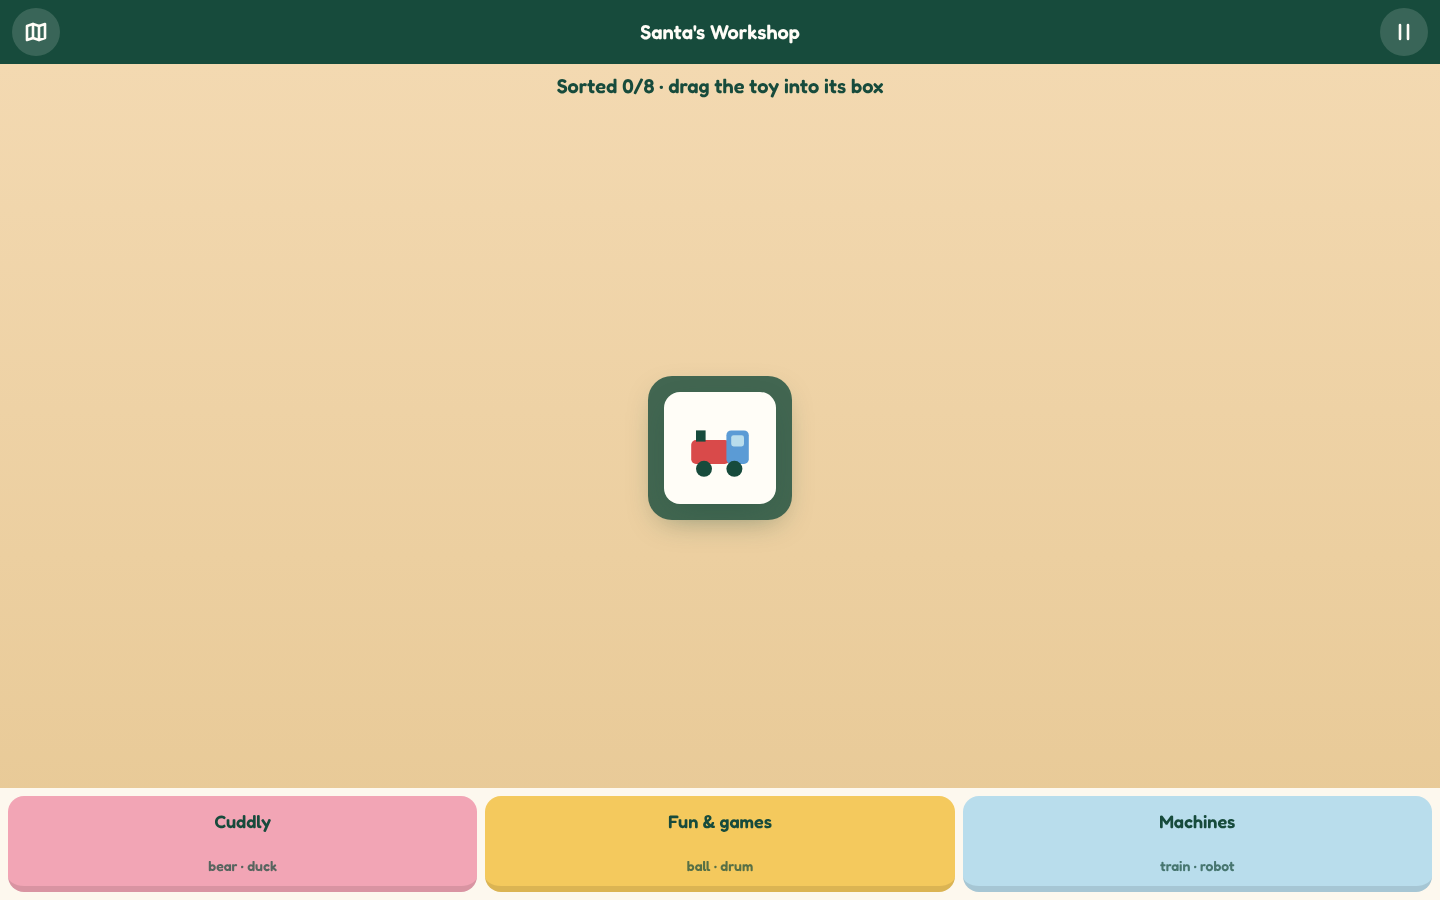 Santa's Workshop
Sorted 0/8 · drag the toy into its box
Cuddly
bear · duck
Fun & games
ball · drum
Machines
train · robot